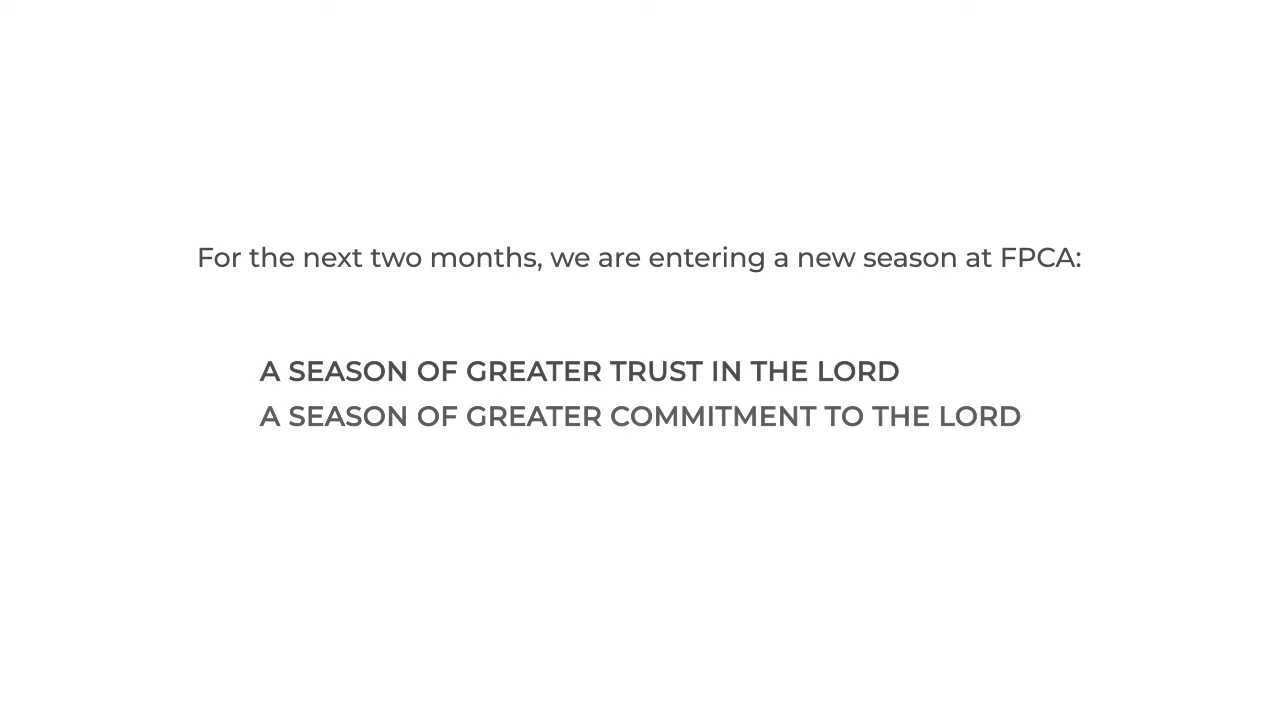 For the next two months, we are entering a new season at FPCA:
A SEASON OF GREATER TRUST IN THE LORD
A SEASON OF GREATER COMMITMENT TO THE LORD